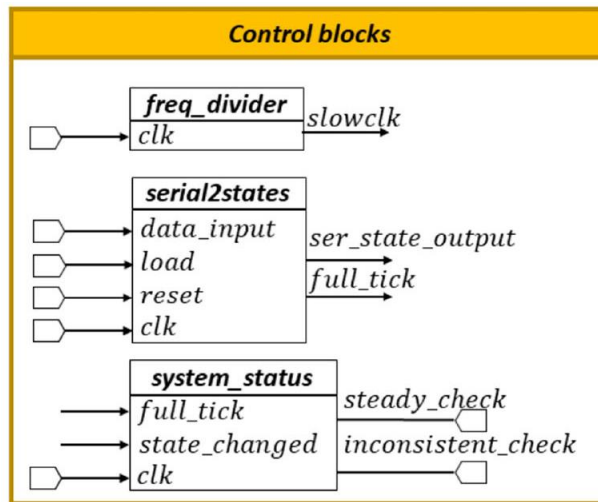 Control blocks
freq_divider
clk
slowclk
serial2states
data_input
load
reset
clk
ser_state_output
full_tick
system_status
full_tick
state_changed
clk
steady_check
inconsistent_check